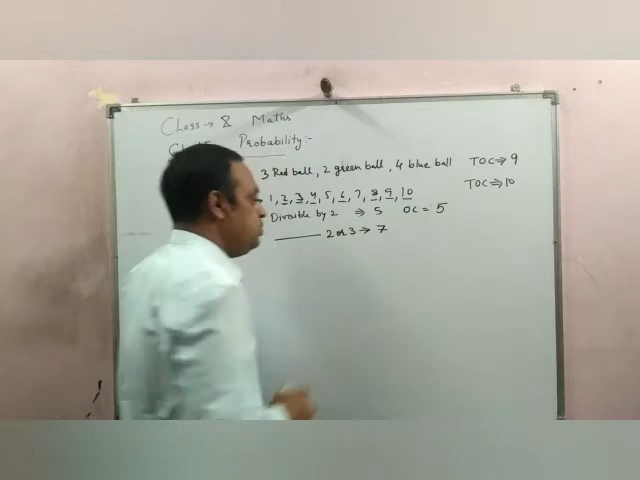 Class → 8 Maths
Probability:-
3 Red ball, 2 green ball, 4 blue ball TOC ⇒ 9
TOC ⇒ 10
1, 2, 3, 4, 5, 6, 7, 8, 9, 10
Divisible by 2 ⇒ 5 OC = 5
——— 2 or 3 → 7